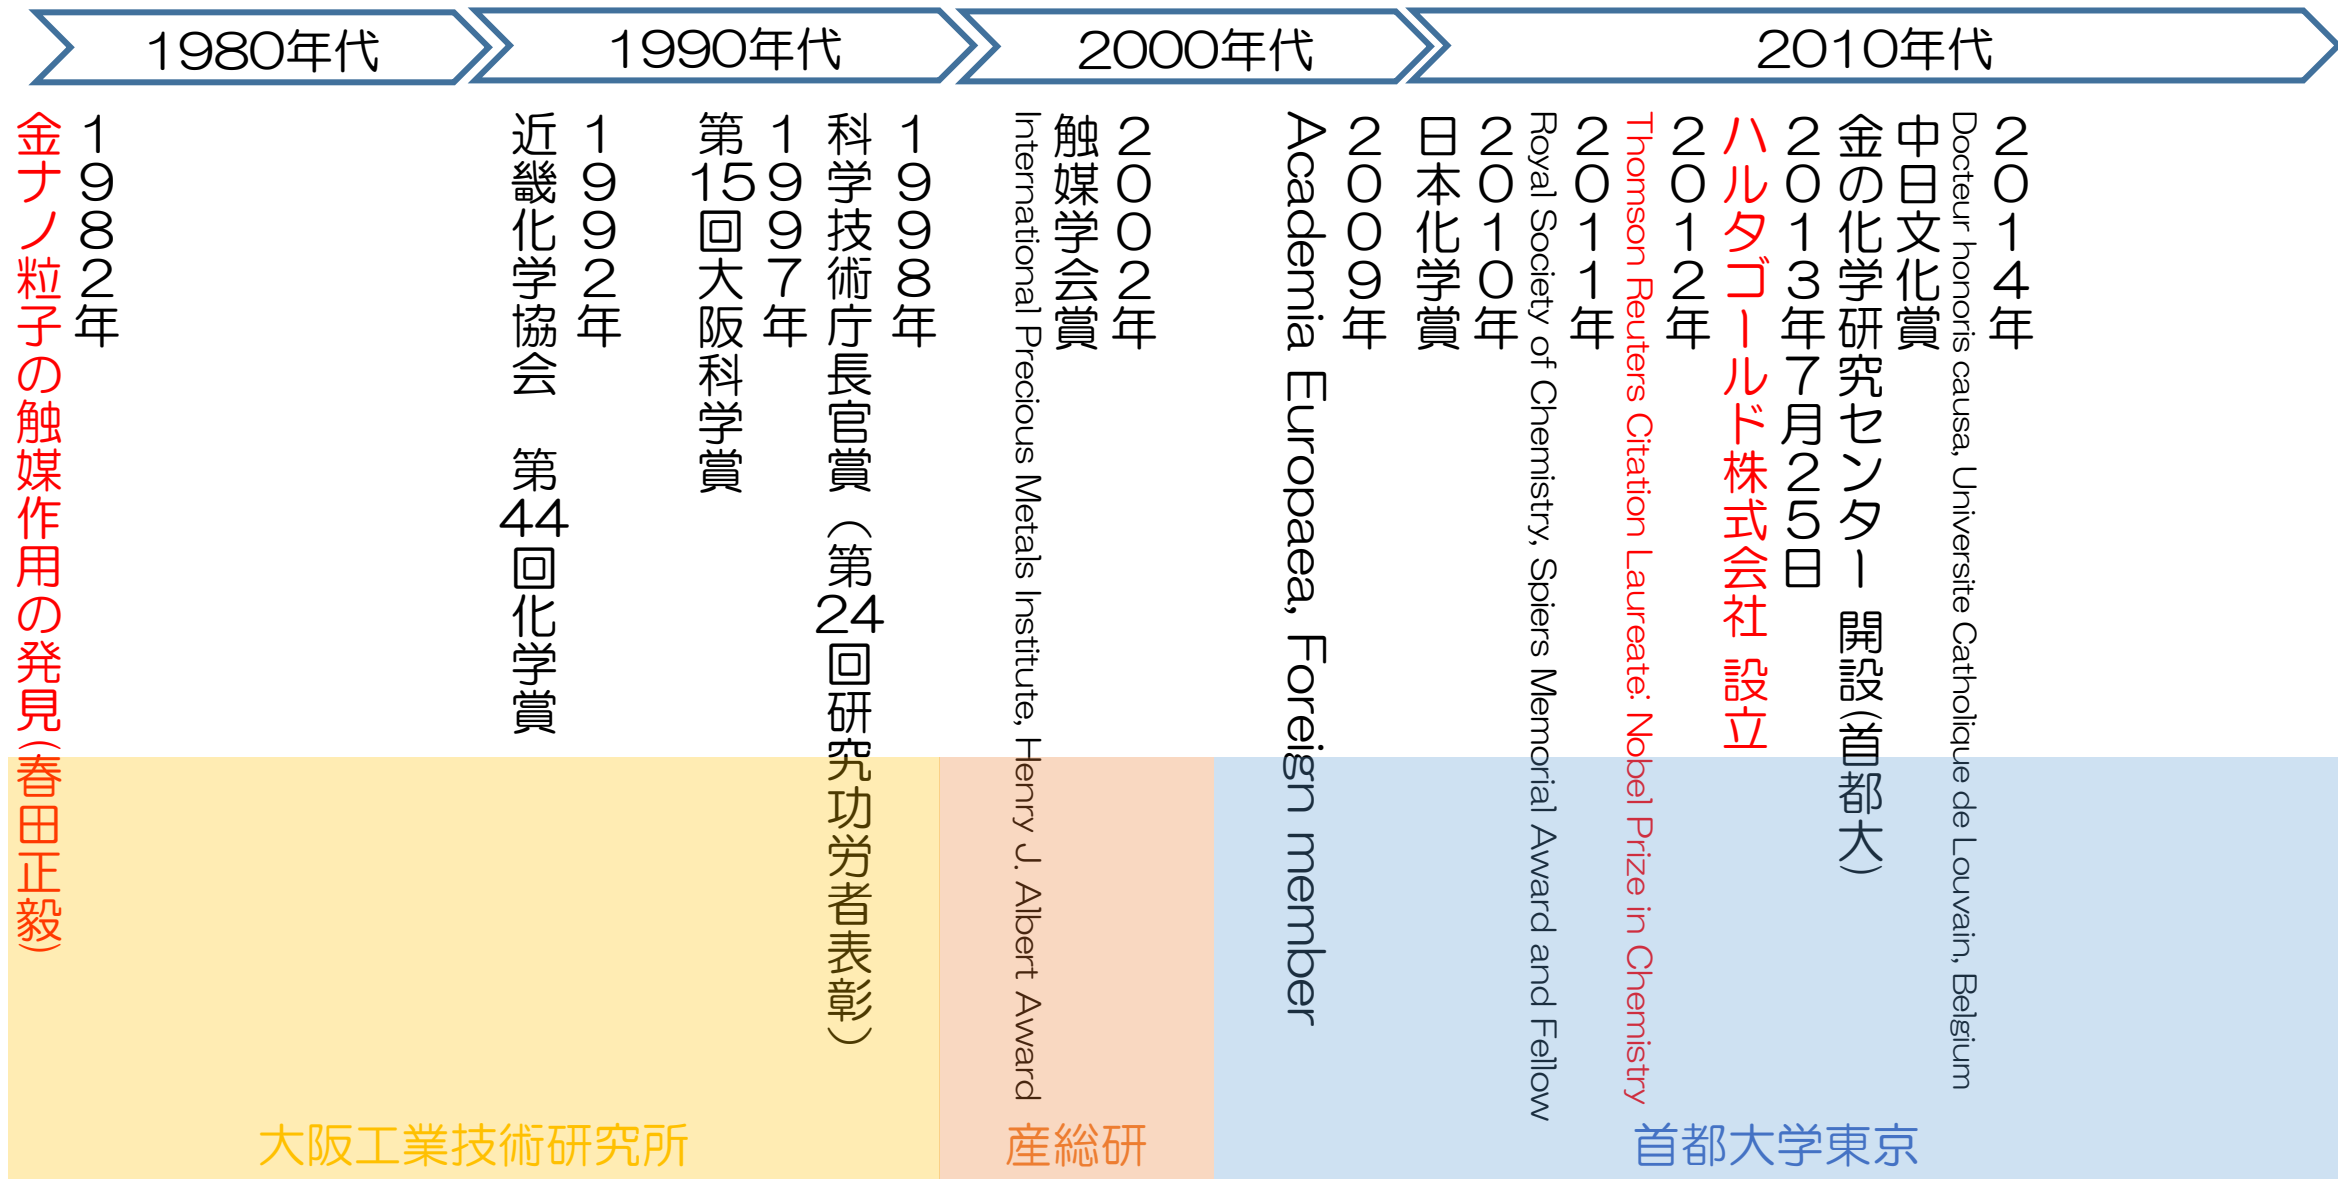 1980年代
1990年代
2000年代
2010年代
1982年
金ナノ粒子の触媒作用の発見(春田正毅)
1992年
近畿化学協会　第44回化学賞
1997年
第15回大阪科学賞
1998年
科学技術庁長官賞（第24回研究功労者表彰）
2002年
触媒学会賞
International Precious Metals Institute, Henry J. Albert Award
2009年
Academia Europaea, Foreign member
2010年
日本化学賞
2011年
Royal Society of Chemistry, Spiers Memorial Award and Fellow
2012年
Thomson Reuters Citation Laureate: Nobel Prize in Chemistry
2013年7月25日
ハルタゴールド株式会社 設立
金の化学研究センター 開設(首都大)
2014年
Docteur honoris causa, Universite Catholique de Louvain, Belgium
中日文化賞
大阪工業技術研究所
産総研
首都大学東京